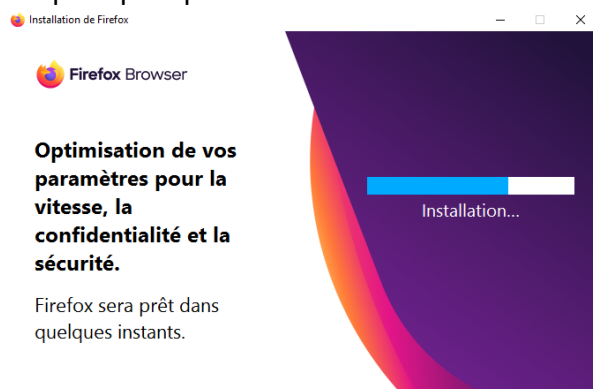 Installation de Firefox
Firefox Browser
Optimisation de vos
paramètres pour la
vitesse, la
confidentialité et la
sécurité.
Firefox sera prêt dans
quelques instants.
Installation...